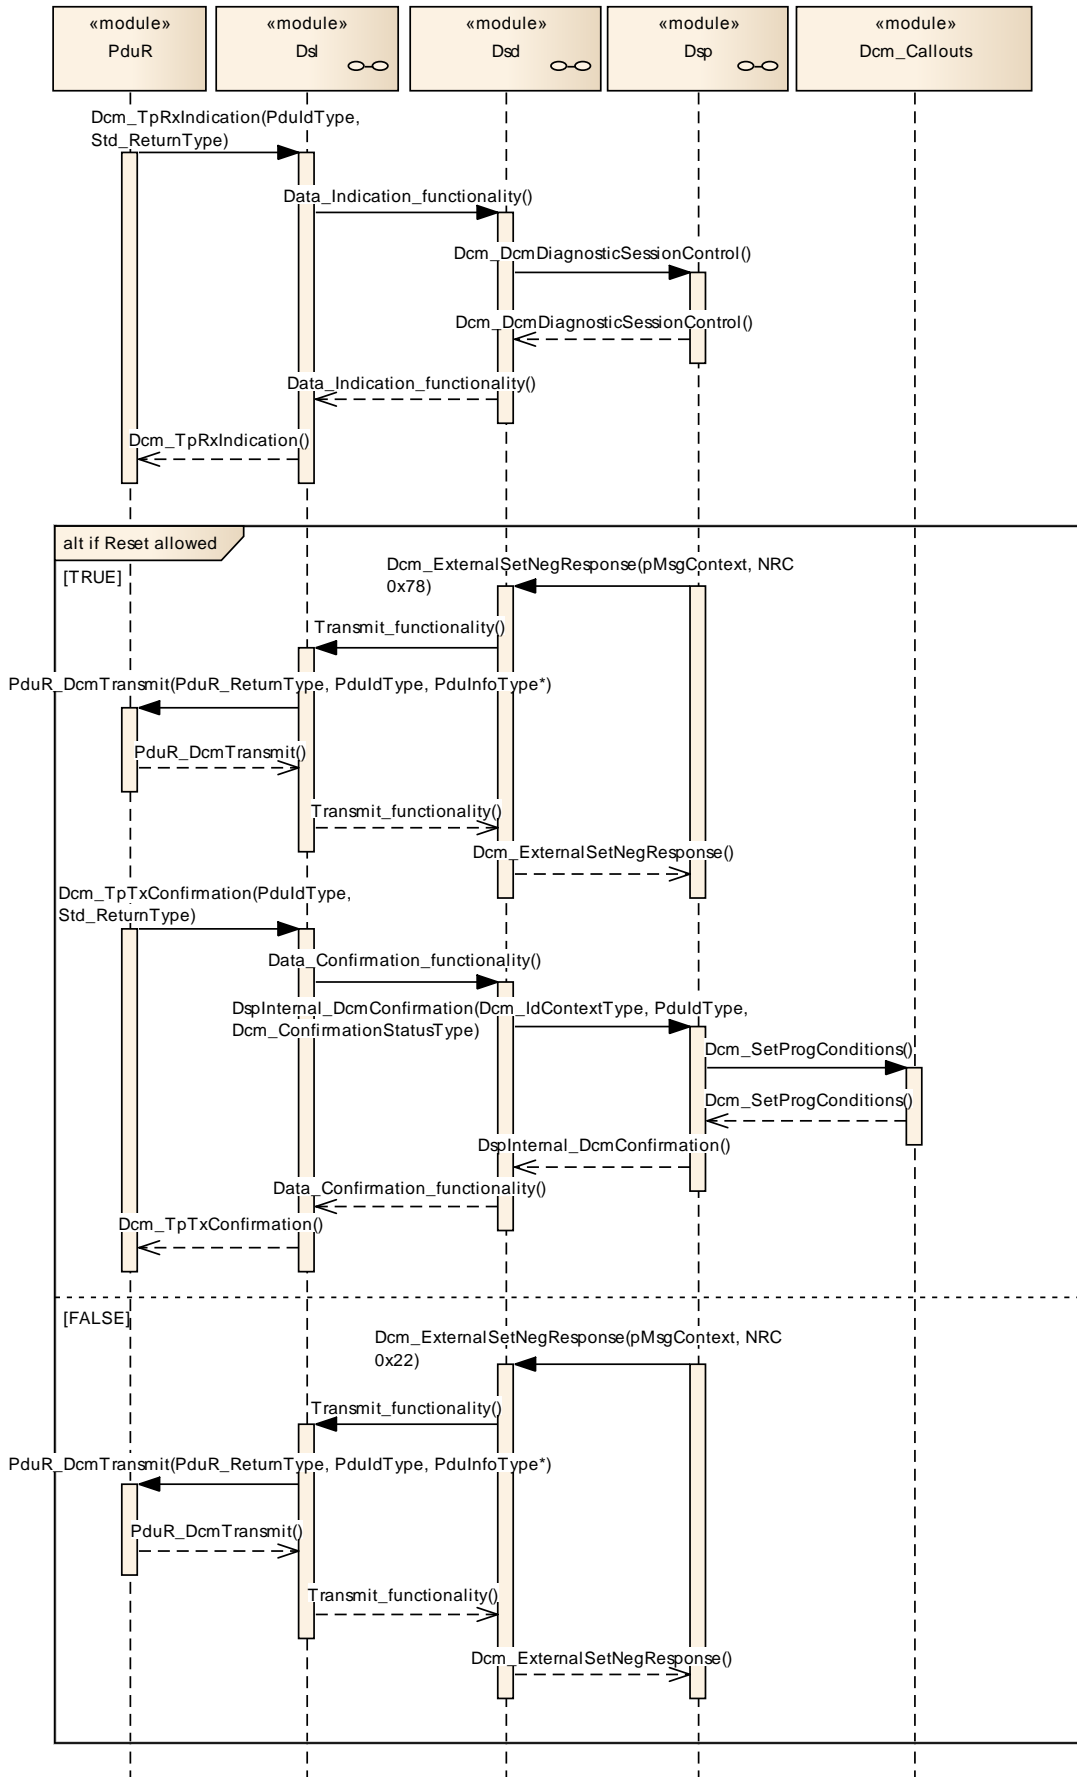 «module»
PduR
«module»
Dsl
«module»
Dsd
«module»
Dsp
«module»
Dcm_Callouts
Dcm_TpRxIndication(PduIdType,
Std_ReturnType)
Data_Indication_functionality()
Dcm_DcmDiagnosticSessionControl()
Dcm_DcmDiagnosticSessionControl()
Data_Indication_functionality()
Dcm_TpRxIndication()
alt if Reset allowed
[TRUE]
Dcm_ExternalSetNegResponse(pMsgContext, NRC
0x78)
Transmit_functionality()
PduR_DcmTransmit(PduR_ReturnType, PduIdType, PduInfoType*)
PduR_DcmTransmit()
Transmit_functionality()
Dcm_ExternalSetNegResponse()
Dcm_TpTxConfirmation(PduIdType,
Std_ReturnType)
Data_Confirmation_functionality()
DspInternal_DcmConfirmation(Dcm_IdContextType, PduIdType,
Dcm_ConfirmationStatusType)
Dcm_SetProgConditions()
Dcm_SetProgConditions()
DspInternal_DcmConfirmation()
Data_Confirmation_functionality()
Dcm_TpTxConfirmation()
[FALSE]
Dcm_ExternalSetNegResponse(pMsgContext, NRC
0x22)
Transmit_functionality()
PduR_DcmTransmit(PduR_ReturnType, PduIdType, PduInfoType*)
PduR_DcmTransmit()
Transmit_functionality()
Dcm_ExternalSetNegResponse()